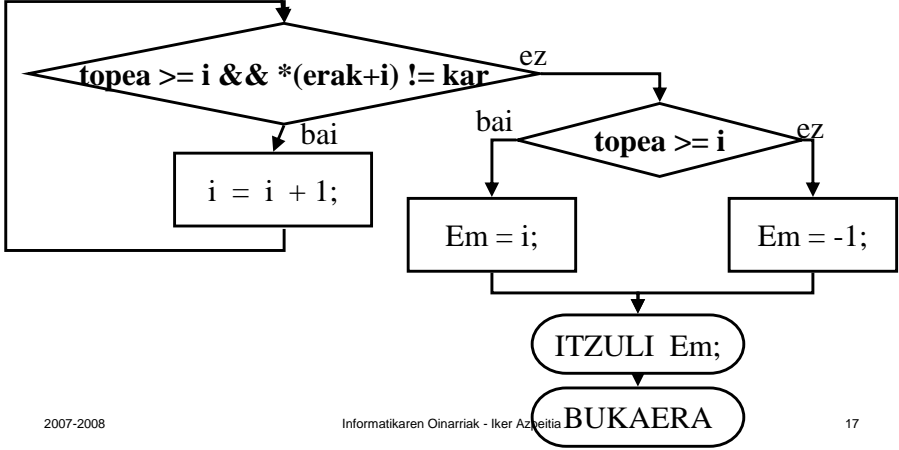 topea >= i && *(erak+i) != kar
ez
bai
i = i + 1;
bai
topea >= i
ez
Em = i;
Em = -1;
ITZULI Em;
BUKAERA
2007-2008
Informatikaren Oinarriak - Iker Azpeitia
17